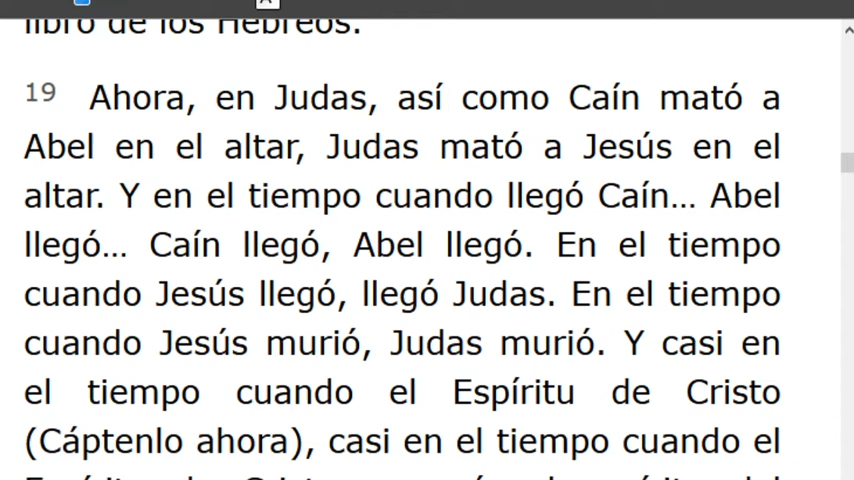 libro de los Hebreos.
19 Ahora, en Judas, así como Caín mató a
Abel en el altar, Judas mató a Jesús en el
altar. Y en el tiempo cuando llegó Caín... Abel
llegó... Caín llegó, Abel llegó. En el tiempo
cuando Jesús llegó, llegó Judas. En el tiempo
cuando Jesús murió, Judas murió. Y casi en
el tiempo cuando el Espíritu de Cristo
(Cáptenlo ahora), casi en el tiempo cuando el